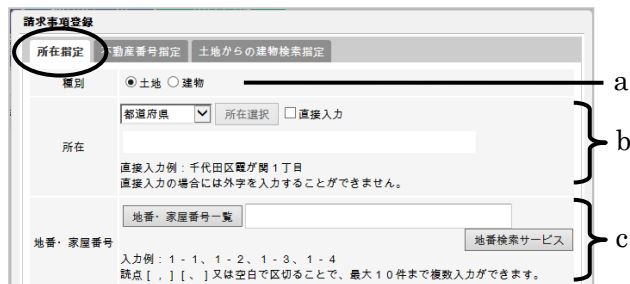 請求事項登録
所在指定 不動産番号指定 土地からの建物検索指定
種別 土地 建物 a
都道府県 所在選択 直接入力
所在 b
直接入力例：千代田区霞が関１丁目
直接入力の場合には外字を入力することができません。
地番・家屋番号一覧
地番・家屋番号 地番検索サービス c
入力例：１－１、１－２、１－３、１－４
読点［，］［、］又は空白で区切ることで、最大１０件まで複数入力ができます。